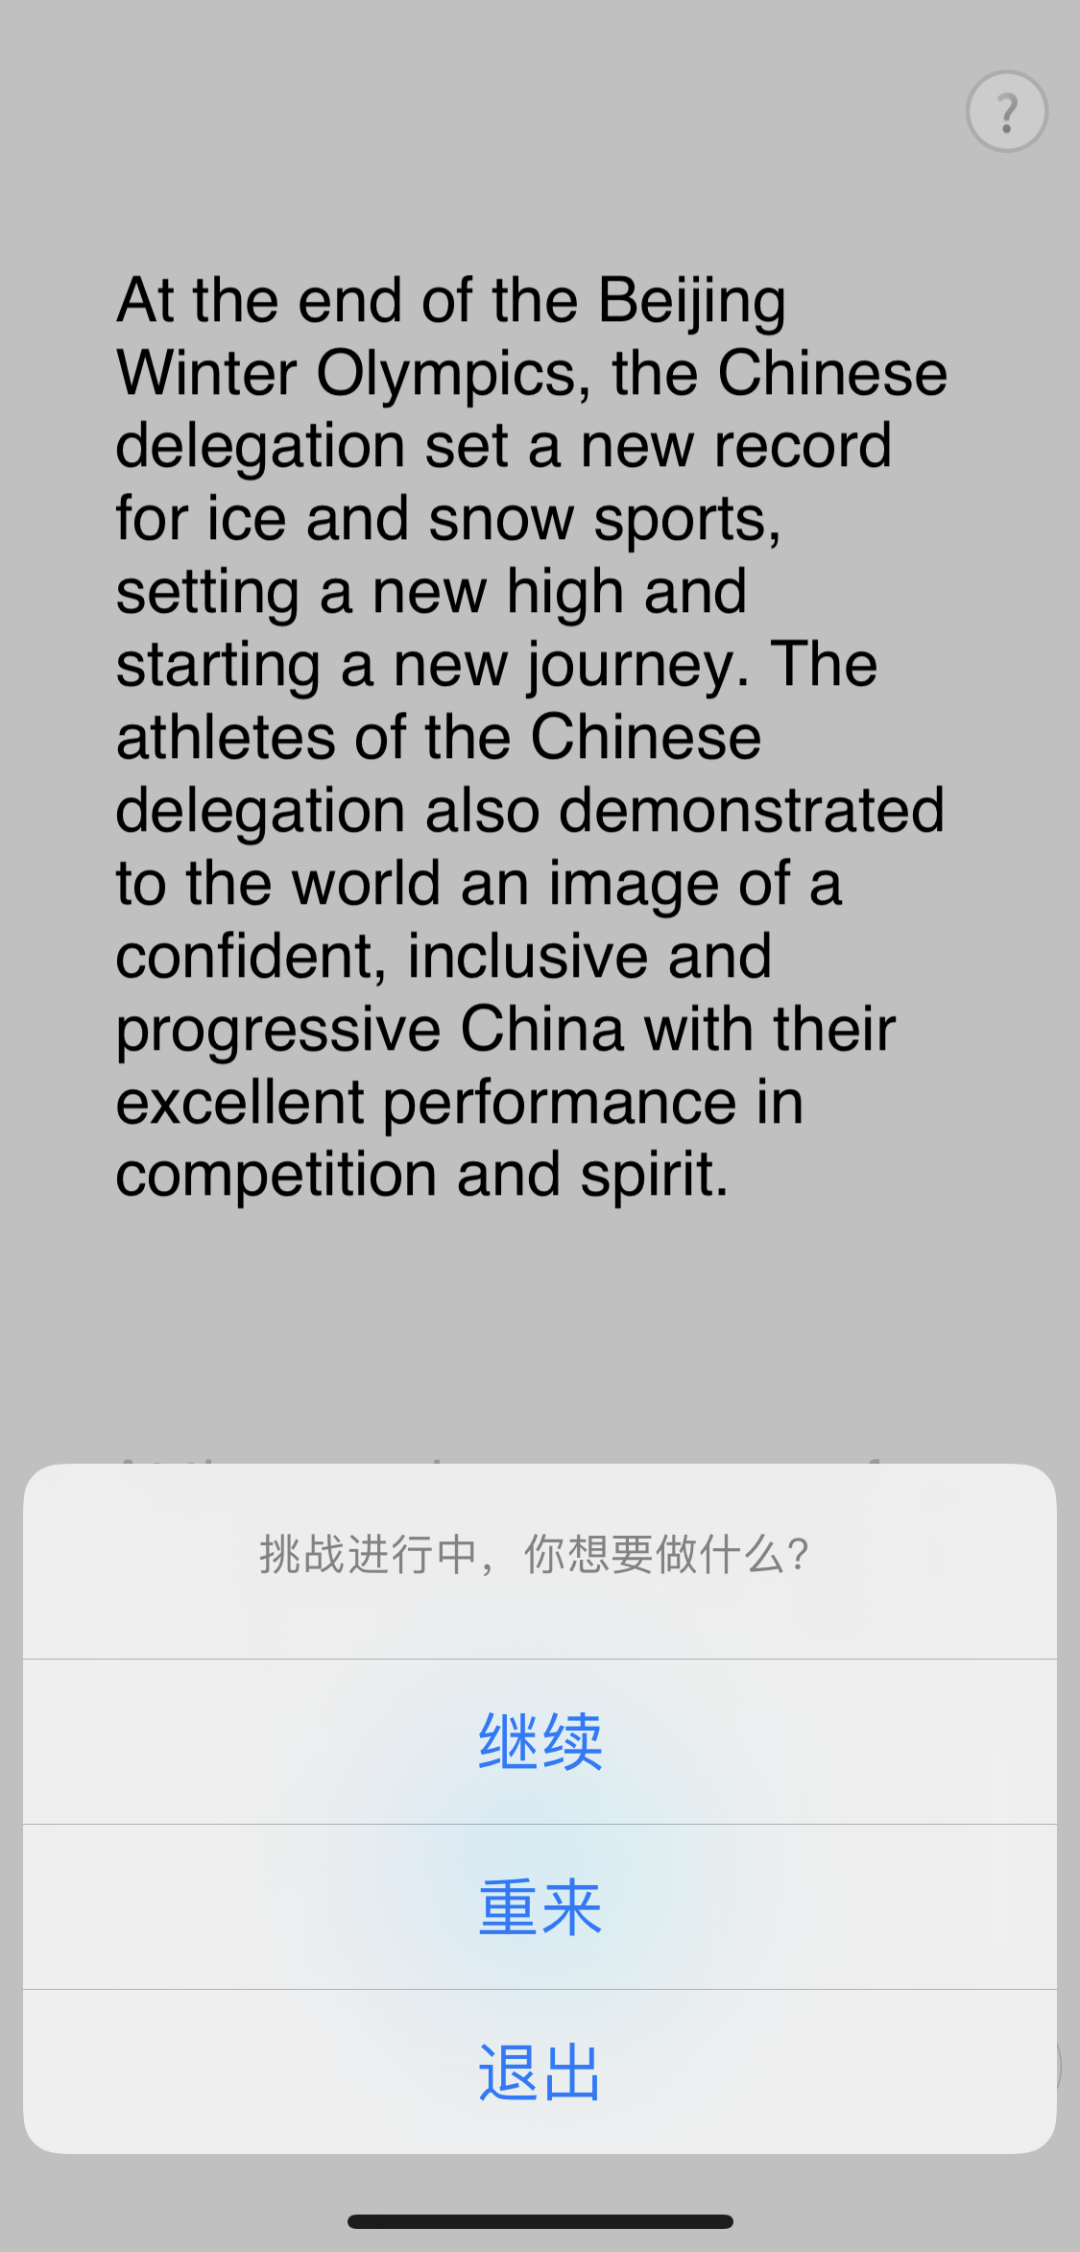 ?
At the end of the Beijing
Winter Olympics, the Chinese
delegation set a new record
for ice and snow sports,
setting a new high and
starting a new journey. The
athletes of the Chinese
delegation also demonstrated
to the world an image of a
confident, inclusive and
progressive China with their
excellent performance in
competition and spirit.
挑战进行中，你想要做什么?
继续
重来
退出